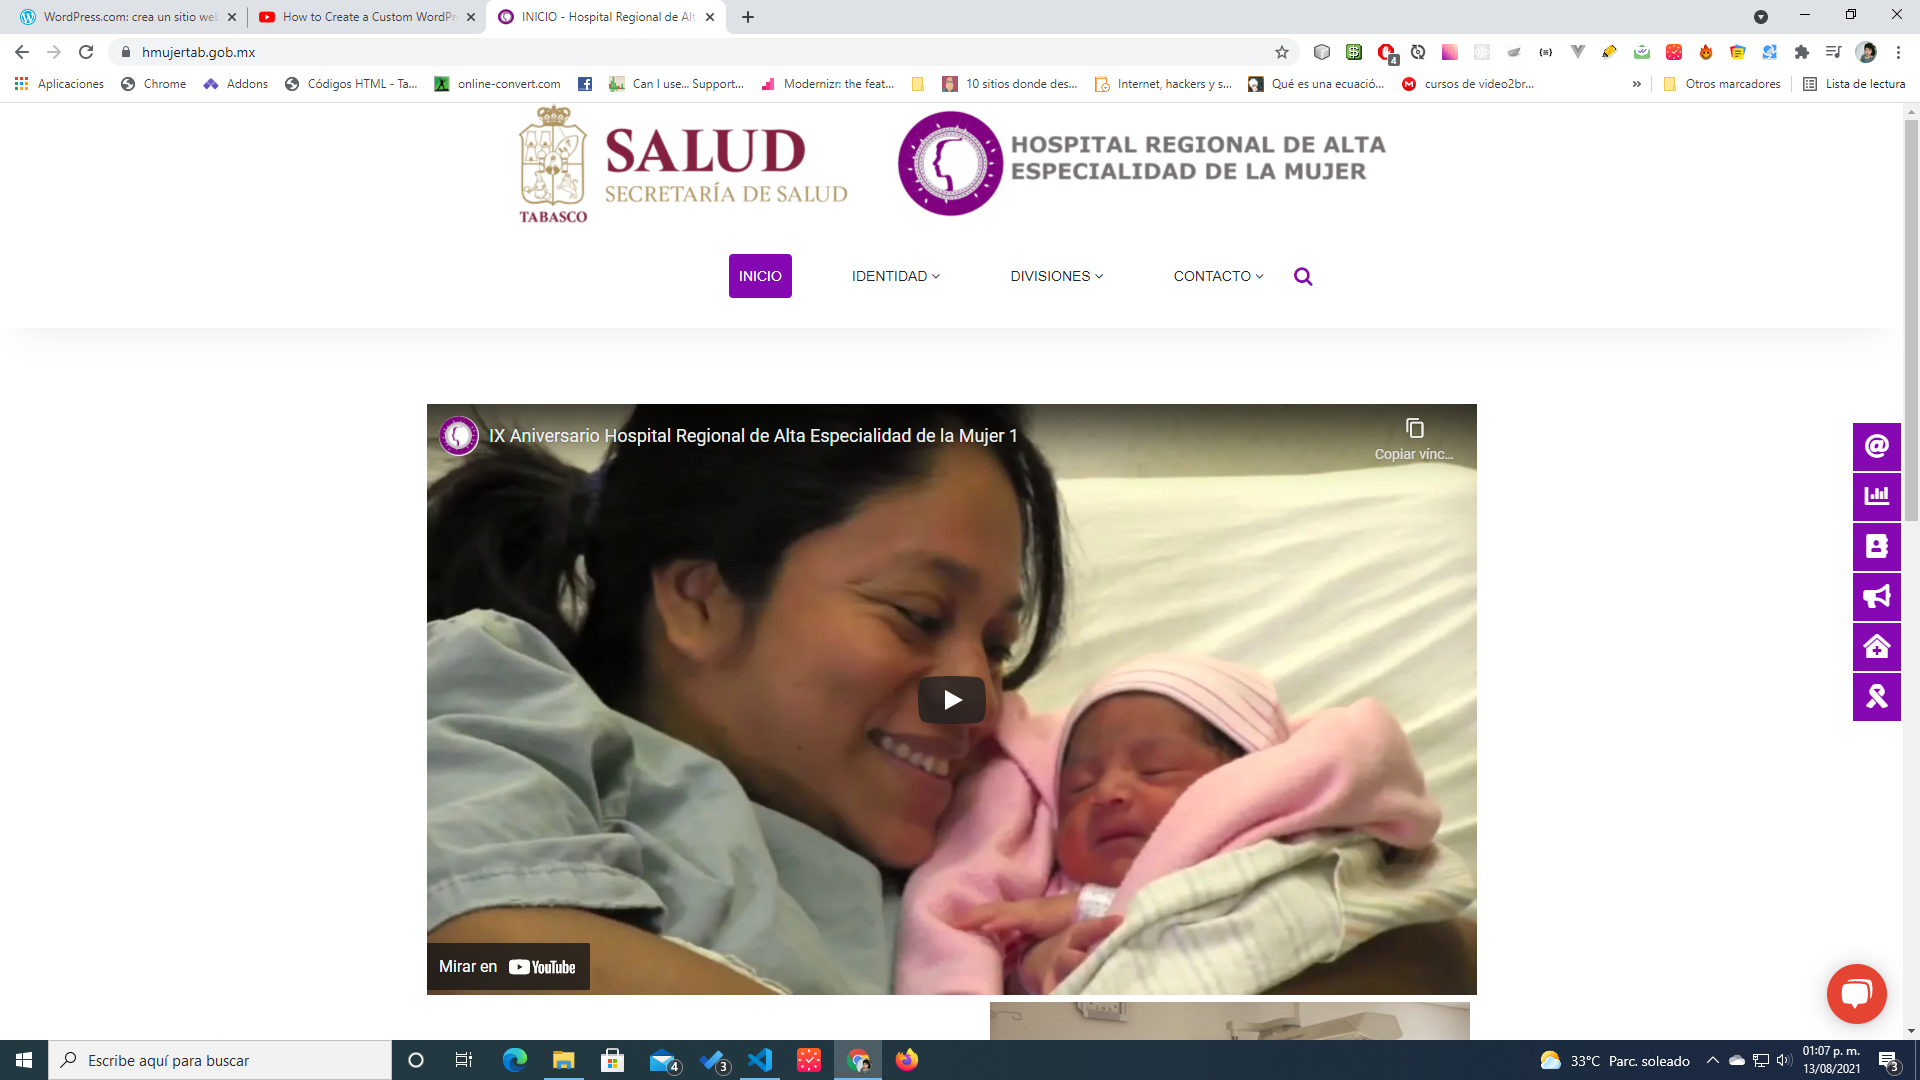 WordPress.com: crea un sitio web
How to Create a Custom WordPr
INICIO - Hospital Regional de Alt
hmujertab.gob.mx
4
Aplicaciones
Chrome
Addons
Códigos HTML - Ta...
online-convert.com
Can I use... Support...
Modernizr: the feat...
10 sitios donde des...
Internet, hackers y s...
Qué es una ecuació...
cursos de video2br...
»
Otros marcadores
Lista de lectura
SALUD
SECRETARÍA DE SALUD
TABASCO
HOSPITAL REGIONAL DE ALTA
ESPECIALIDAD DE LA MUJER
INICIO
IDENTIDAD
DIVISIONES
CONTACTO
IX Aniversario Hospital Regional de Alta Especialidad de la Mujer 1
Copiar vínc...
Mirar en YouTube
Escribe aquí para buscar
4
3
33°C Parc. soleado
01:07 p. m.
13/08/2021
3